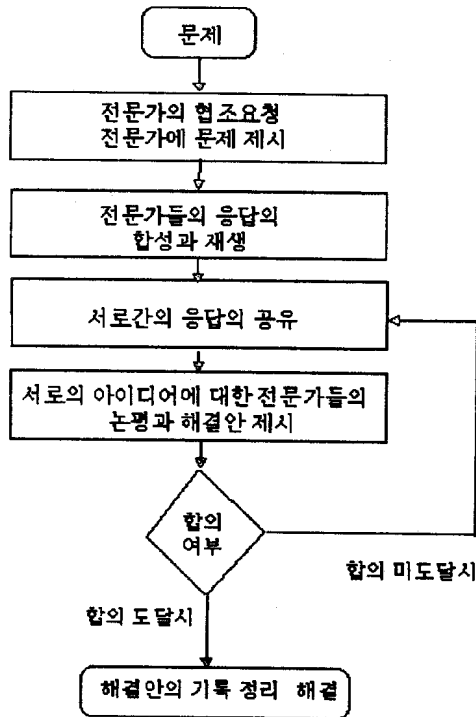 문제
전문가의 협조요청
전문가에 문제 제시
전문가들의 응답의
합성과 재생
서로간의 응답의 공유
서로의 아이디어에 대한 전문가들의
논평과 해결안 제시
합의
여부
합의 미도달시
합의 도달시
해결안의 기록 정리 해결